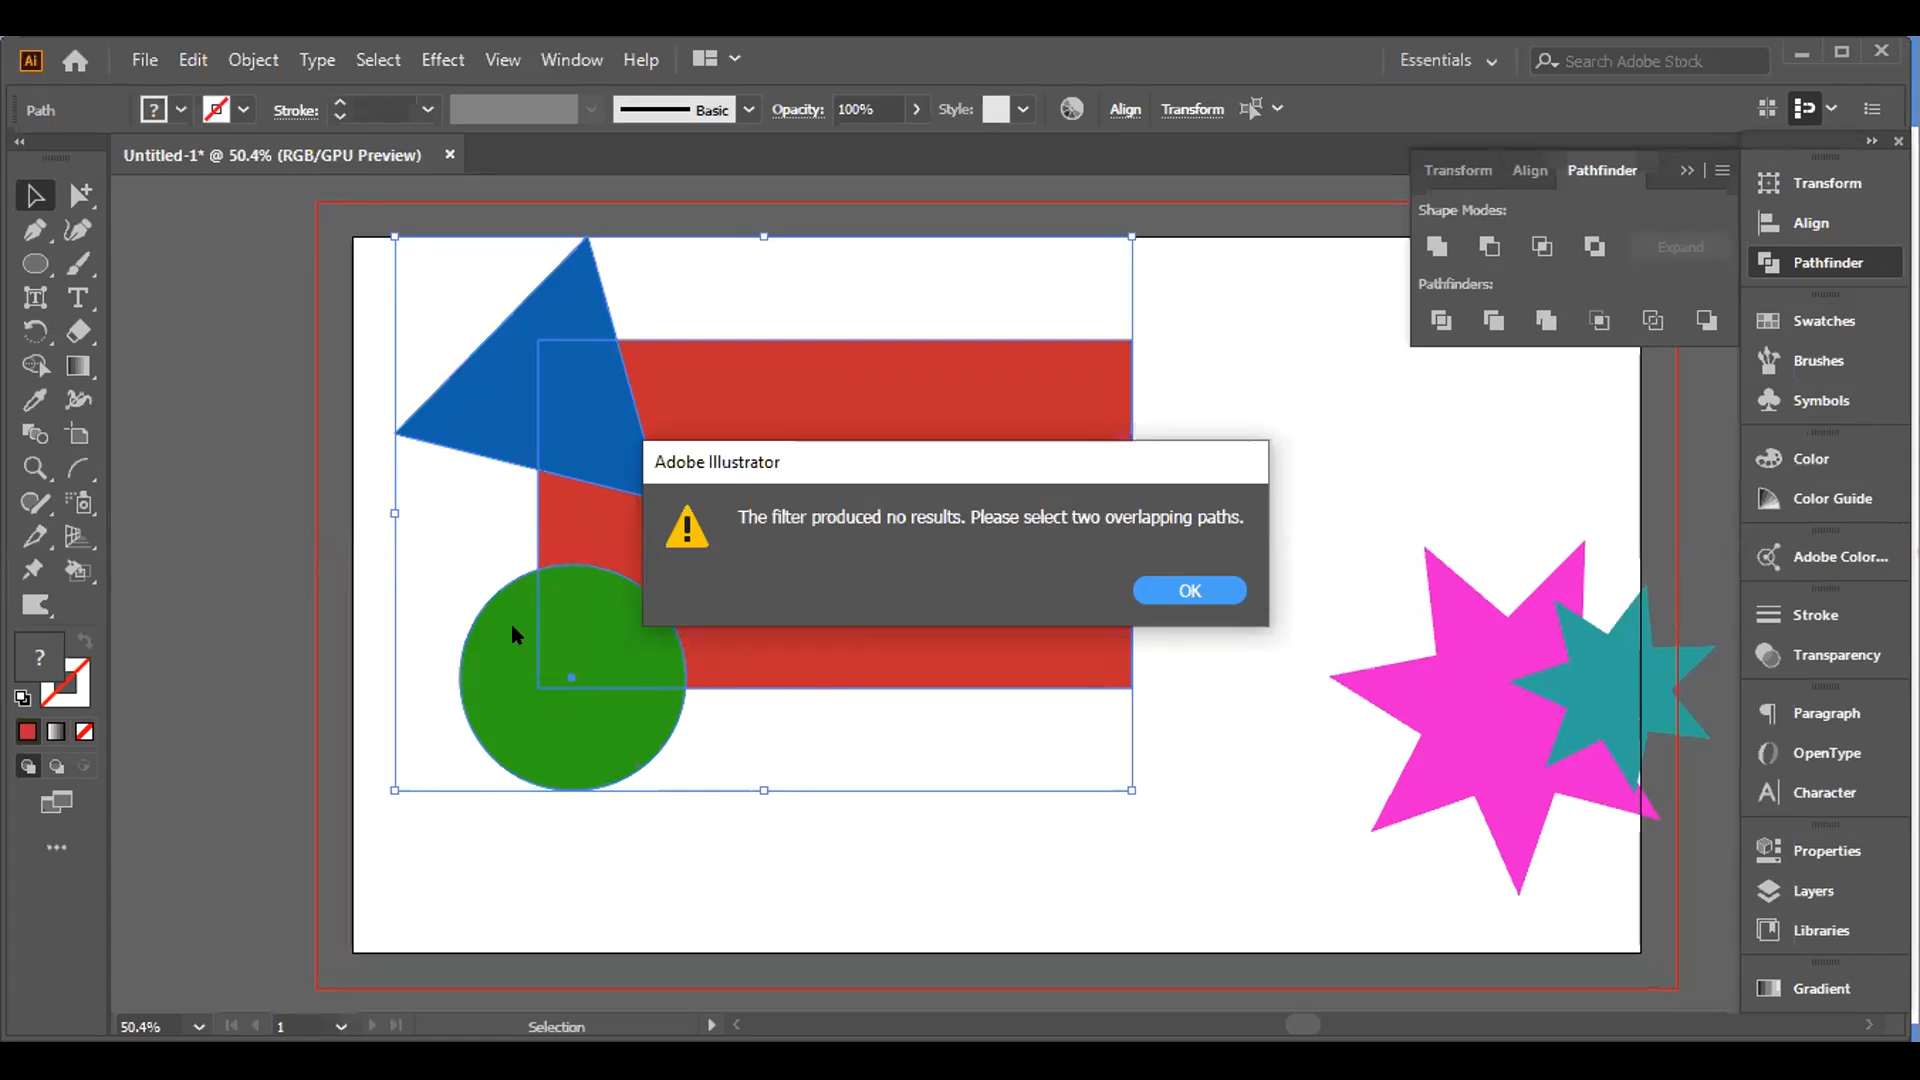 Ai File Edit Object Type Select Effect View Window Help Essentials Search Adobe Stock
Path ? Stroke: Basic Opacity: 100% Style: Align Transform
Untitled-1* @ 50.4% (RGB/GPU Preview)
Transform Align Pathfinder
Shape Modes:
Expand
Pathfinders:
Transform
Align
Pathfinder
Swatches
Brushes
Symbols
Color
Color Guide
Adobe Color...
Stroke
Transparency
Paragraph
OpenType
Character
Properties
Layers
Libraries
Gradient
Adobe Illustrator
The filter produced no results. Please select two overlapping paths.
OK
?
50.4% 1 Selection